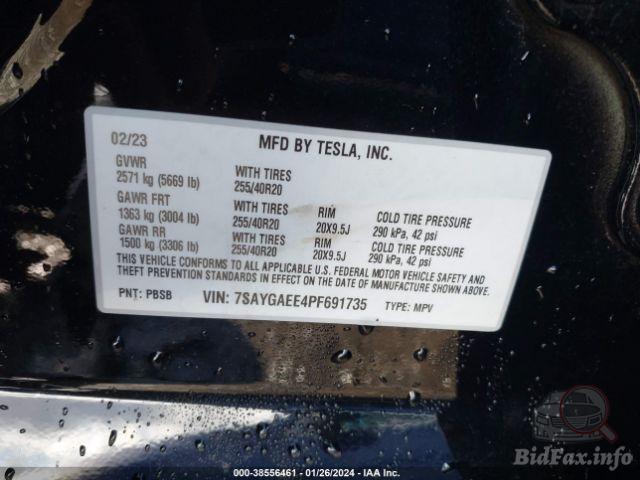 02/23 MFD BY TESLA, INC.
GVWR
2571 kg (5669 lb) WITH TIRES 255/40R20
GAWR FRT
1363 kg (3004 lb) WITH TIRES 255/40R20 RIM 20X9.5J COLD TIRE PRESSURE 290 kPa, 42 psi
GAWR RR
1500 kg (3306 lb) WITH TIRES 255/40R20 RIM 20X9.5J COLD TIRE PRESSURE 290 kPa, 42 psi
THIS VEHICLE CONFORMS TO ALL APPLICABLE U.S. FEDERAL MOTOR VEHICLE SAFETY AND
THEFT PREVENTION STANDARDS IN EFFECT ON THE DATE OF MANUFACTURE SHOWN ABOVE.
PNT: PBSB VIN: 7SAYGAEE4PF691735 TYPE: MPV
000-38556461 - 01/26/2024 - IAA Inc.
BidFax.info